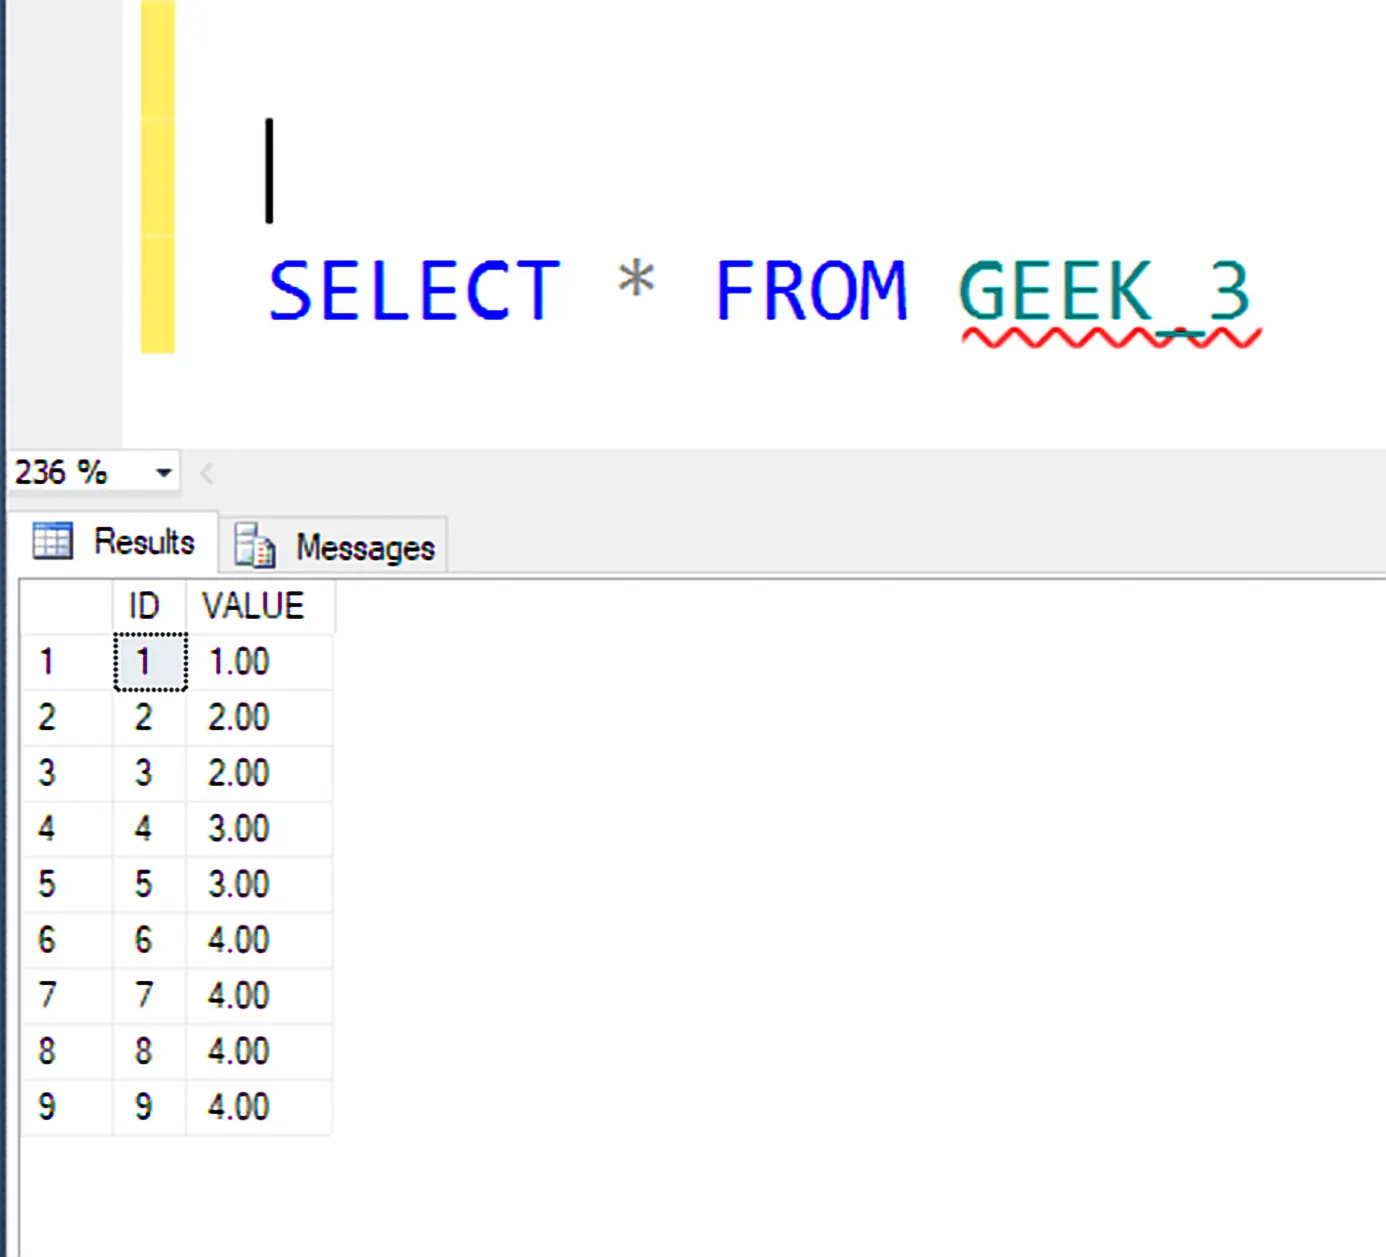 SELECT * FROM GEEK_3
236 %
Results Messages
ID VALUE
1 1 1.00
2 2 2.00
3 3 2.00
4 4 3.00
5 5 3.00
6 6 4.00
7 7 4.00
8 8 4.00
9 9 4.00